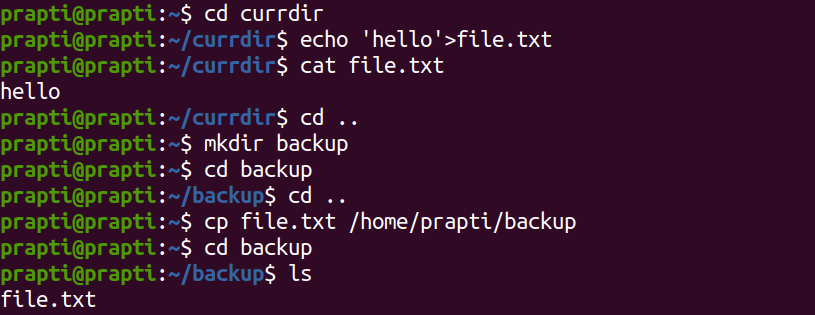 prapti@prapti:~$ cd currdir
prapti@prapti:~/currdir$ echo 'hello'>file.txt
prapti@prapti:~/currdir$ cat file.txt
hello
prapti@prapti:~/currdir$ cd ..
prapti@prapti:~$ mkdir backup
prapti@prapti:~$ cd backup
prapti@prapti:~/backup$ cd ..
prapti@prapti:~$ cp file.txt /home/prapti/backup
prapti@prapti:~$ cd backup
prapti@prapti:~/backup$ ls
file.txt